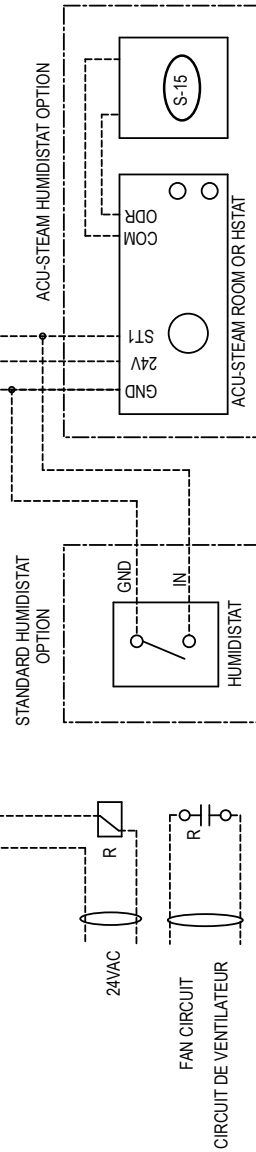 ACU-STEAM HUMIDISTAT OPTION
S-15
COM
ODR
ST1
24V
GND
ACU-STEAM ROOM OR HSTAT
STANDARD HUMIDISTAT
OPTION
GND
IN
HUMIDISTAT
24VAC
R
FAN CIRCUIT
CIRCUIT DE VENTILATEUR
R